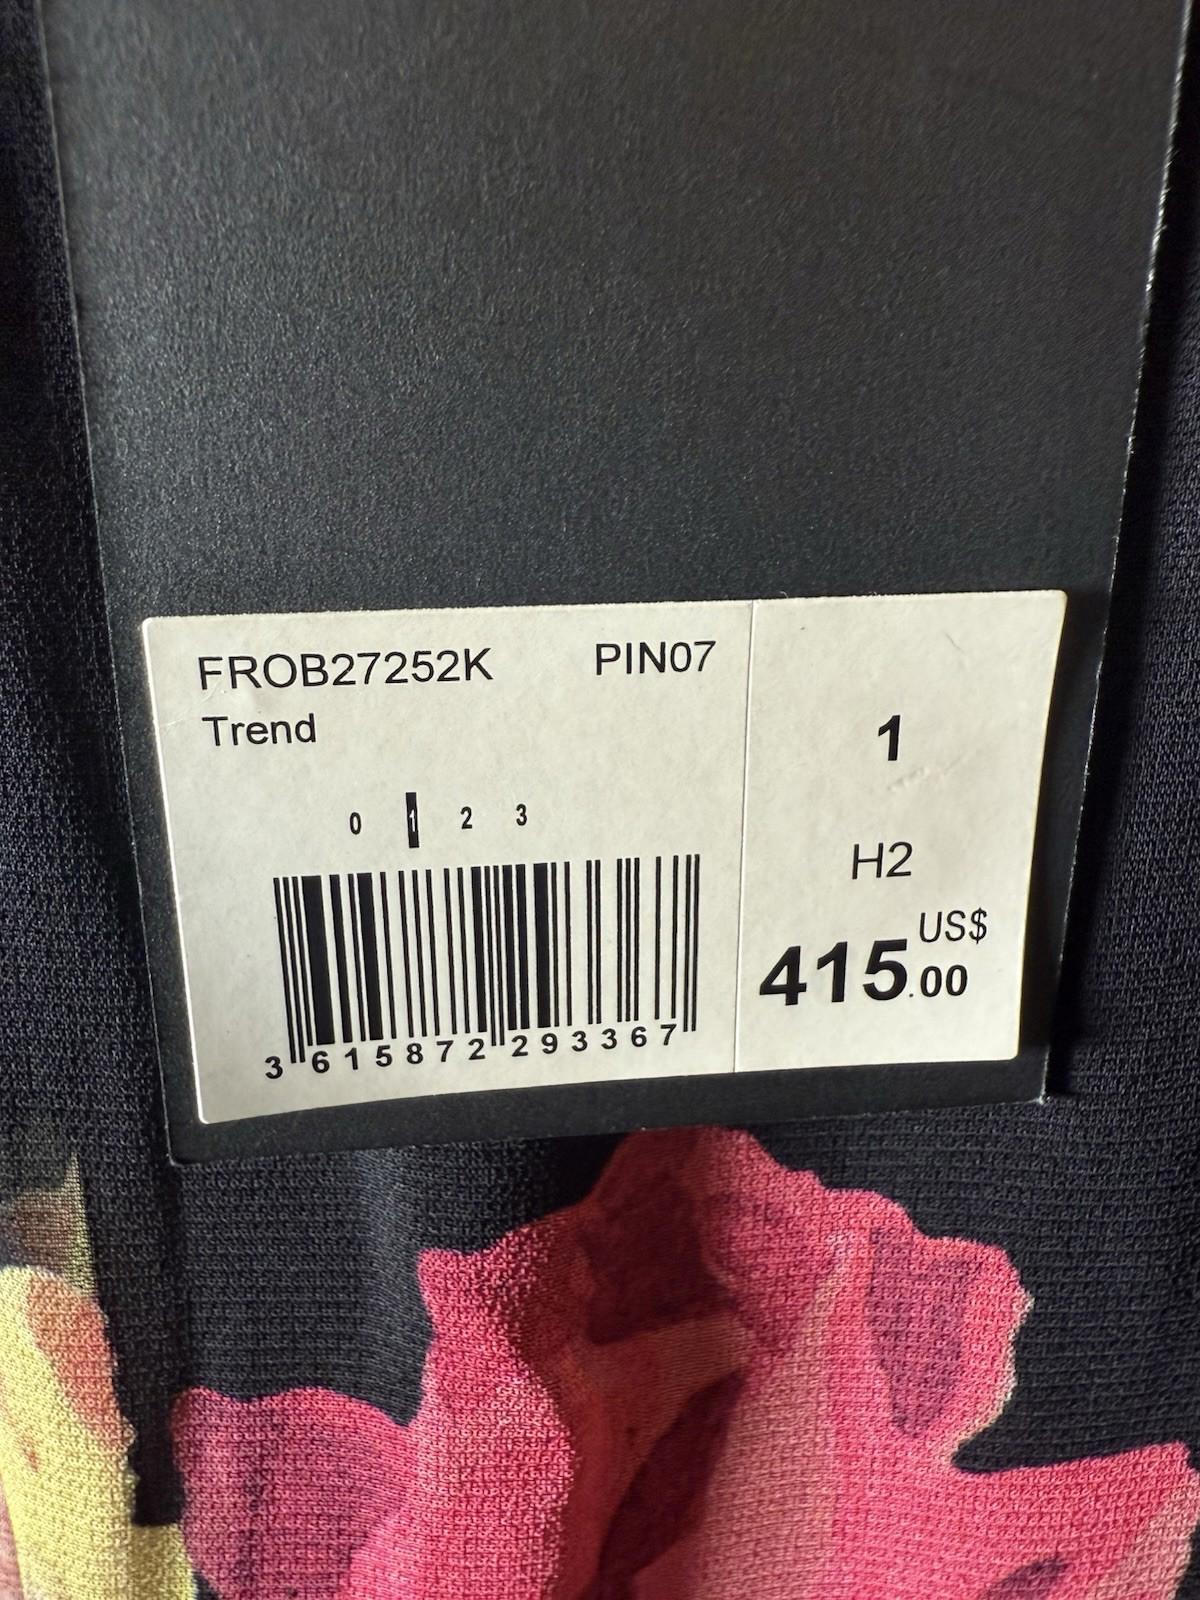 FROB27252K PIN07
Trend
0 1 2 3
3 615872 293367
1
H2
US$
415.00